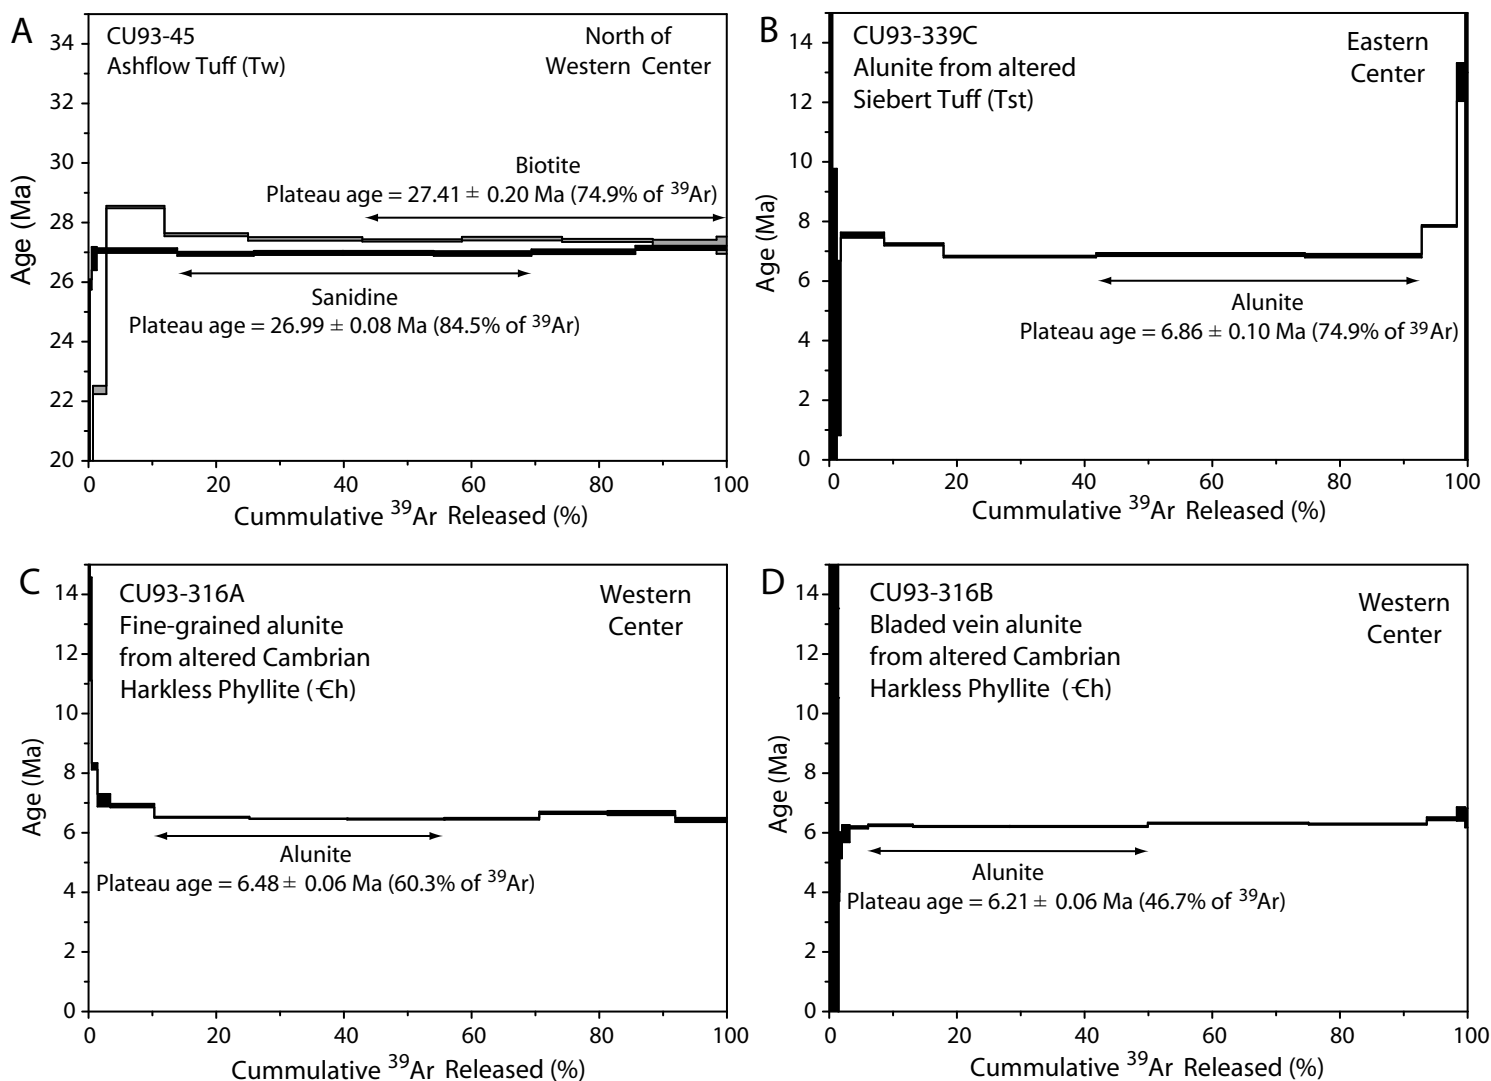 A
CU93-45
Ashflow Tuff (Tw)
North of
Western Center
Age (Ma)
34
32
30
28
26
24
22
20
Biotite
Plateau age = 27.41 ± 0.20 Ma (74.9% of ³⁹Ar)
Sanidine
Plateau age = 26.99 ± 0.08 Ma (84.5% of ³⁹Ar)
0 20 40 60 80 100
Cummulative ³⁹Ar Released (%)
B
CU93-339C
Alunite from altered
Siebert Tuff (Tst)
Eastern
Center
Age (Ma)
14
12
10
8
6
4
2
0
Alunite
Plateau age = 6.86 ± 0.10 Ma (74.9% of ³⁹Ar)
0 20 40 60 80 100
Cummulative ³⁹Ar Released (%)
C
CU93-316A
Fine-grained alunite
from altered Cambrian
Harkless Phyllite (-Ꞓh)
Western
Center
Age (Ma)
14
12
10
8
6
4
2
0
Alunite
Plateau age = 6.48 ± 0.06 Ma (60.3% of ³⁹Ar)
0 20 40 60 80 100
Cummulative ³⁹Ar Released (%)
D
CU93-316B
Bladed vein alunite
from altered Cambrian
Harkless Phyllite (-Ꞓh)
Western
Center
Age (Ma)
14
12
10
8
6
4
2
0
Alunite
Plateau age = 6.21 ± 0.06 Ma (46.7% of ³⁹Ar)
0 20 40 60 80 100
Cummulative ³⁹Ar Released (%)